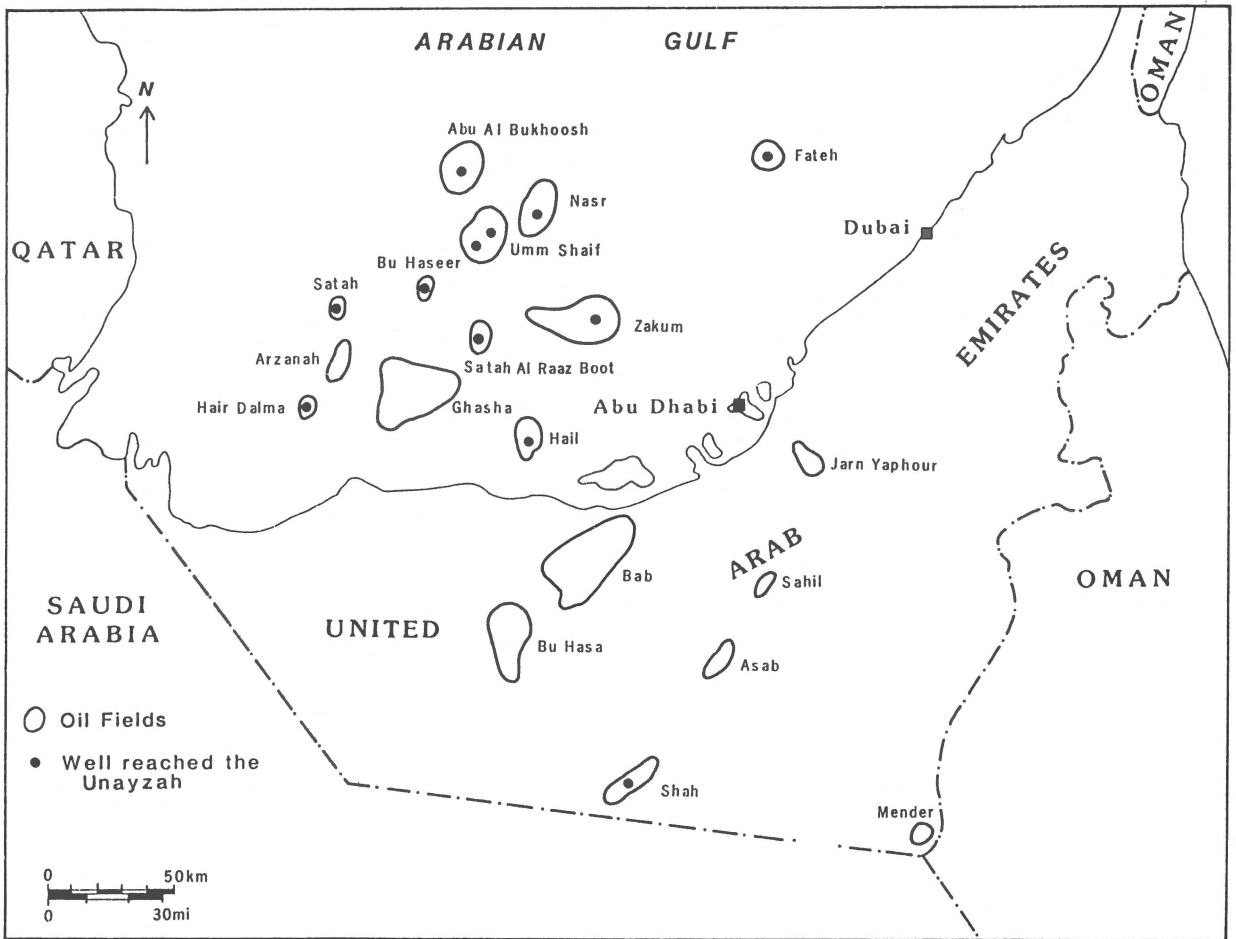 ARABIAN GULF
OMAN
N
Abu Al Bukhoosh
Fateh
Nasr
Dubai
QATAR
Umm Shaif
Bu Haseer
Satah
EMIRATES
Zakum
Arzanah
Satah Al Raaz Boot
Hair Dalma
Ghasha
Abu Dhabi
Hail
Jarn Yaphour
ARAB
Bab
Sahil
OMAN
SAUDI
ARABIA
UNITED
Bu Hasa
Asab
Oil Fields
Well reached the
Unayzah
Shah
Mender
0 50km
0 30mi